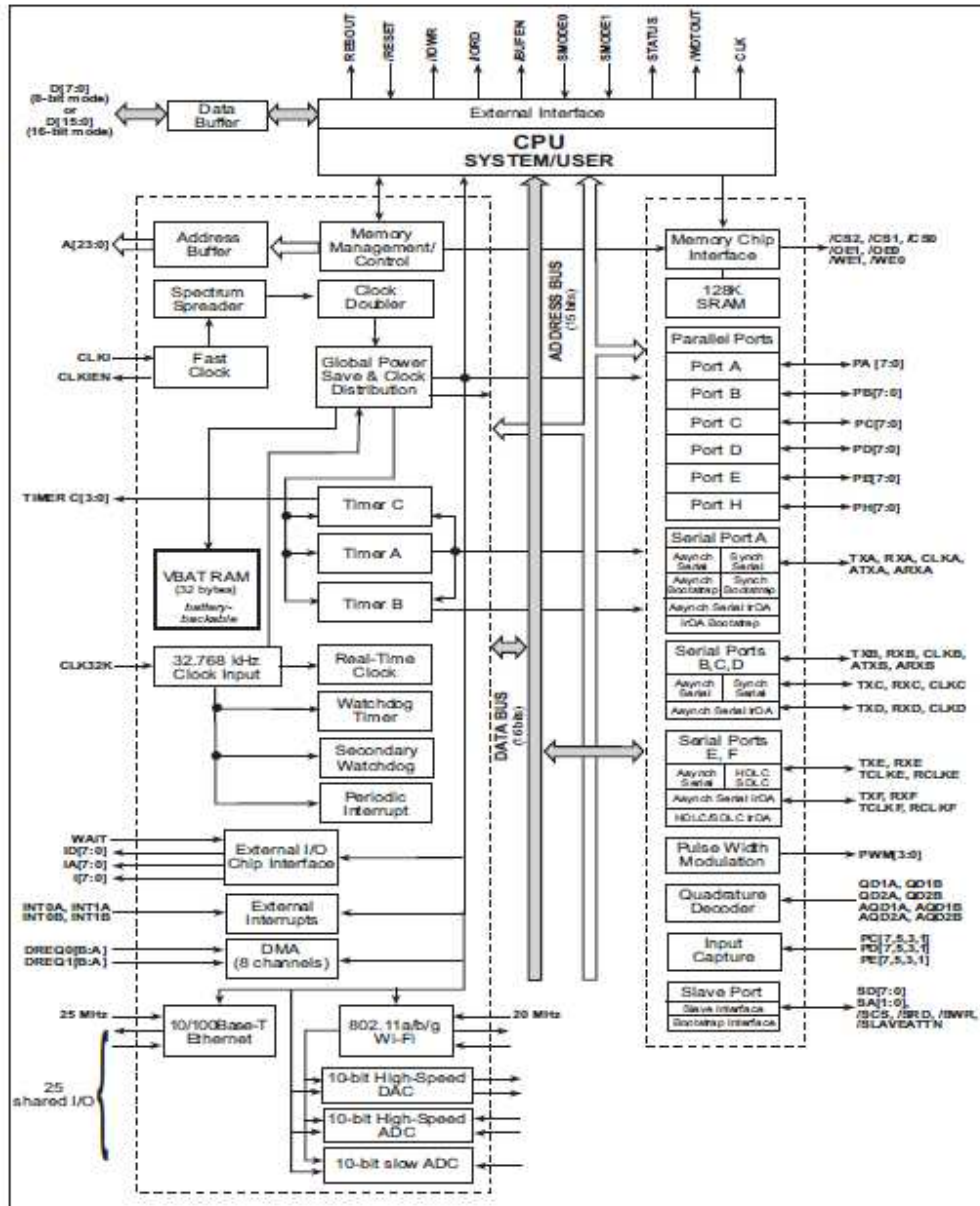 RESOUT
/RESET
/IOWR
/IORD
/BUFEN
SMODE0
SMODE1
STATUS
/WDTOUT
CLK
D[7:0]
(8-bit mode)
or
D[15:0]
(16-bit mode)
Data
Buffer
External Interface
CPU
SYSTEM/USER
A[23:0]
Address
Buffer
Memory
Management/
Control
Memory Chip
Interface
/CS2, /CS1, /CS0
/OE1, /OE0
/WE1, /WE0
Spectrum
Spreader
Clock
Doubler
128K
SRAM
ADDRESS BUS
(15 bits)
CLKI
CLKIEN
Fast
Clock
Global Power
Save & Clock
Distribution
Parallel Ports
Port A
PA [7:0]
Port B
PB[7:0]
Port C
PC[7:0]
Port D
PD[7:0]
Port E
PE[7:0]
Port H
PH[7:0]
TIMER C[3:0]
Timer C
Timer A
Timer B
VBAT RAM
(32 bytes)
battery-
backable
Serial Port A
Asynch
Serial
Synch
Serial
Asynch
Bootstrap
Synch
Bootstrap
Asynch Serial IrDA
IrDA Bootstrap
TXA, RXA, CLKA,
ATXA, ARXA
CLK32K
32.768 kHz
Clock Input
Real-Time
Clock
Watchdog
Timer
Secondary
Watchdog
Periodic
Interrupt
DATA BUS
(16 bits)
Serial Ports
B,C,D
Asynch
Serial
Synch
Serial
Asynch Serial IrDA
TXB, RXB, CLKB,
ATXB, ARXB
TXC, RXC, CLKC
TXD, RXD, CLKD
Serial Ports
E, F
Asynch
Serial
HDLC
SDLC
Asynch Serial IrDA
HDLC/SDLC IrDA
TXE, RXE
TCLKE, RCLKE
TXF, RXF
TCLKF, RCLKF
WAIT
ID[7:0]
IA[7:0]
I[7:0]
External I/O
Chip Interface
Pulse Width
Modulation
PWM[3:0]
INT0A, INT1A
INT0B, INT1B
External
Interrupts
Quadrature
Decoder
QD1A, QD1B
QD2A, QD2B
AQD1A, AQD1B
AQD2A, AQD2B
DREQ0[B:A]
DREQ1[B:A]
DMA
(8 channels)
Input
Capture
PC[7,5,3,1]
PD[7,5,3,1]
PE[7,5,3,1]
25 MHz
10/100Base-T
Ethernet
802.11a/b/g
Wi-Fi
20 MHz
Slave Port
Slave Interface
Bootstrap Interface
SD[7:0]
SA[1:0],
/SCS, /SRD, /SWR,
/SLAVEATTN
25
shared I/O
10-bit High-Speed
DAC
10-bit High-Speed
ADC
10-bit slow ADC